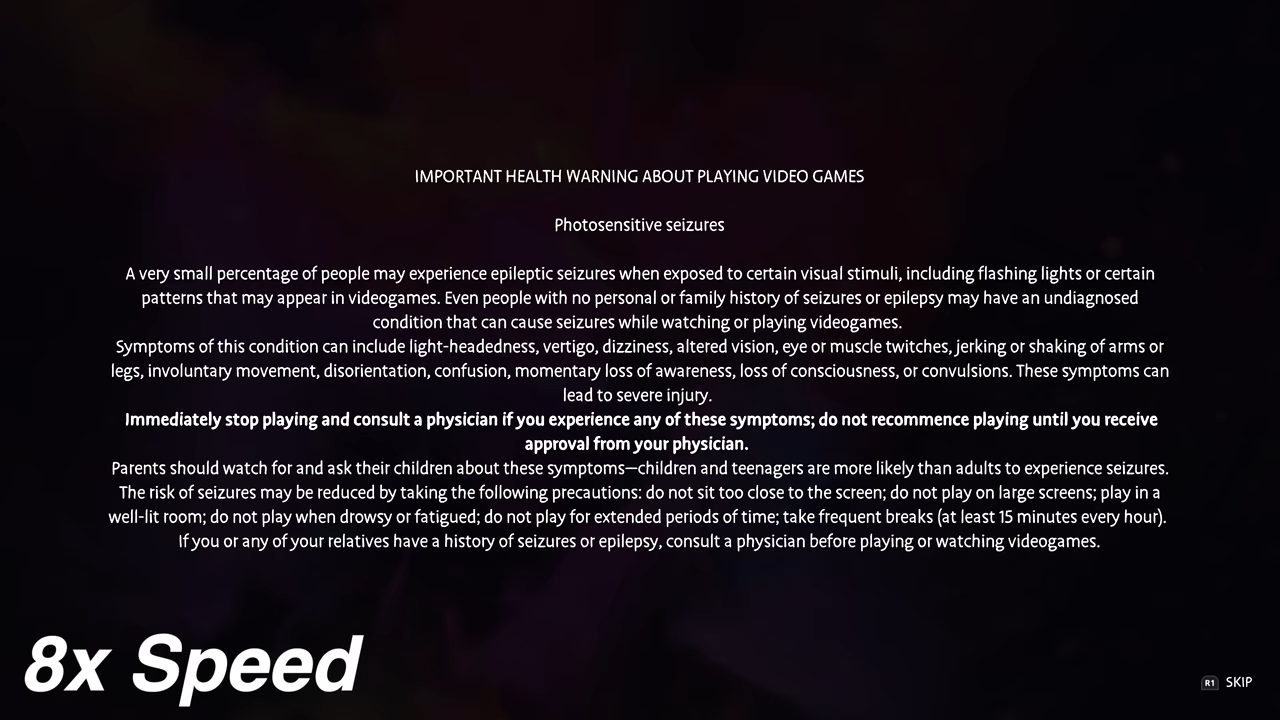 IMPORTANT HEALTH WARNING ABOUT PLAYING VIDEO GAMES
Photosensitive seizures
A very small percentage of people may experience epileptic seizures when exposed to certain visual stimuli, including flashing lights or certain
patterns that may appear in videogames. Even people with no personal or family history of seizures or epilepsy may have an undiagnosed
condition that can cause seizures while watching or playing videogames.
Symptoms of this condition can include light-headedness, vertigo, dizziness, altered vision, eye or muscle twitches, jerking or shaking of arms or
legs, involuntary movement, disorientation, confusion, momentary loss of awareness, loss of consciousness, or convulsions. These symptoms can
lead to severe injury.
Immediately stop playing and consult a physician if you experience any of these symptoms; do not recommence playing until you receive
approval from your physician.
Parents should watch for and ask their children about these symptoms—children and teenagers are more likely than adults to experience seizures.
The risk of seizures may be reduced by taking the following precautions: do not sit too close to the screen; do not play on large screens; play in a
well-lit room; do not play when drowsy or fatigued; do not play for extended periods of time; take frequent breaks (at least 15 minutes every hour).
If you or any of your relatives have a history of seizures or epilepsy, consult a physician before playing or watching videogames.
8x Speed
R1 SKIP